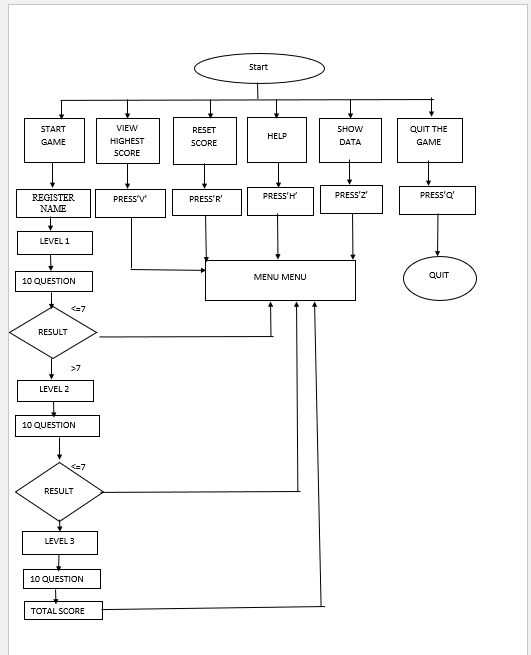 Start
START
GAME
VIEW
HIGHEST
SCORE
RESET
SCORE
HELP
SHOW
DATA
QUIT THE
GAME
REGISTER
NAME
PRESS'V'
PRESS'R'
PRESS'H'
PRESS'Z'
PRESS'Q'
LEVEL 1
10 QUESTION
MENU MENU
QUIT
<=7
RESULT
>7
LEVEL 2
10 QUESTION
<=7
RESULT
LEVEL 3
10 QUESTION
TOTAL SCORE